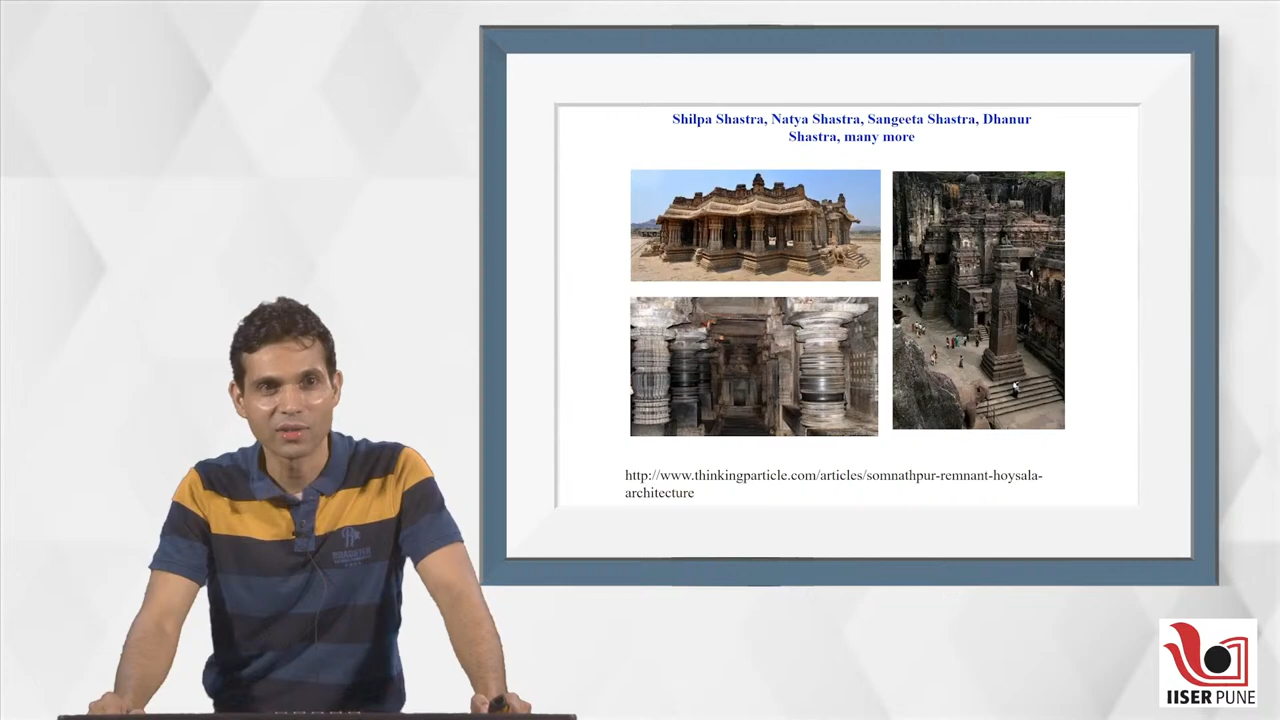 Shilpa Shastra, Natya Shastra, Sangeeta Shastra, Dhanur
Shastra, many more
http://www.thinkingparticle.com/articles/somnathpur-remnant-hoysala-
architecture
ROADSTER
IISER PUNE